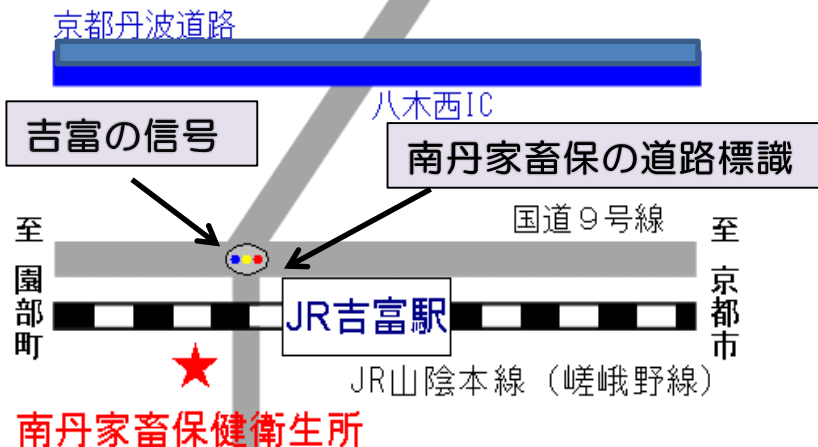 京都丹波道路
八木西IC
吉富の信号
南丹家畜保の道路標識
国道9号線
至園部町
至京都市
JR吉富駅
JR山陰本線（嵯峨野線）
南丹家畜保健衛生所